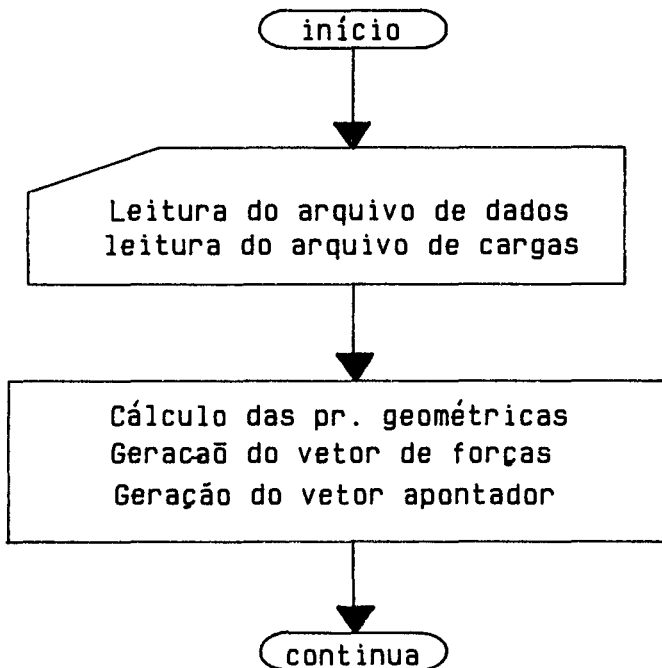 início
Leitura do arquivo de dados
leitura do arquivo de cargas
Cálculo das pr. geométricas
Geracaõ do vetor de forças
Geração do vetor apontador
continua